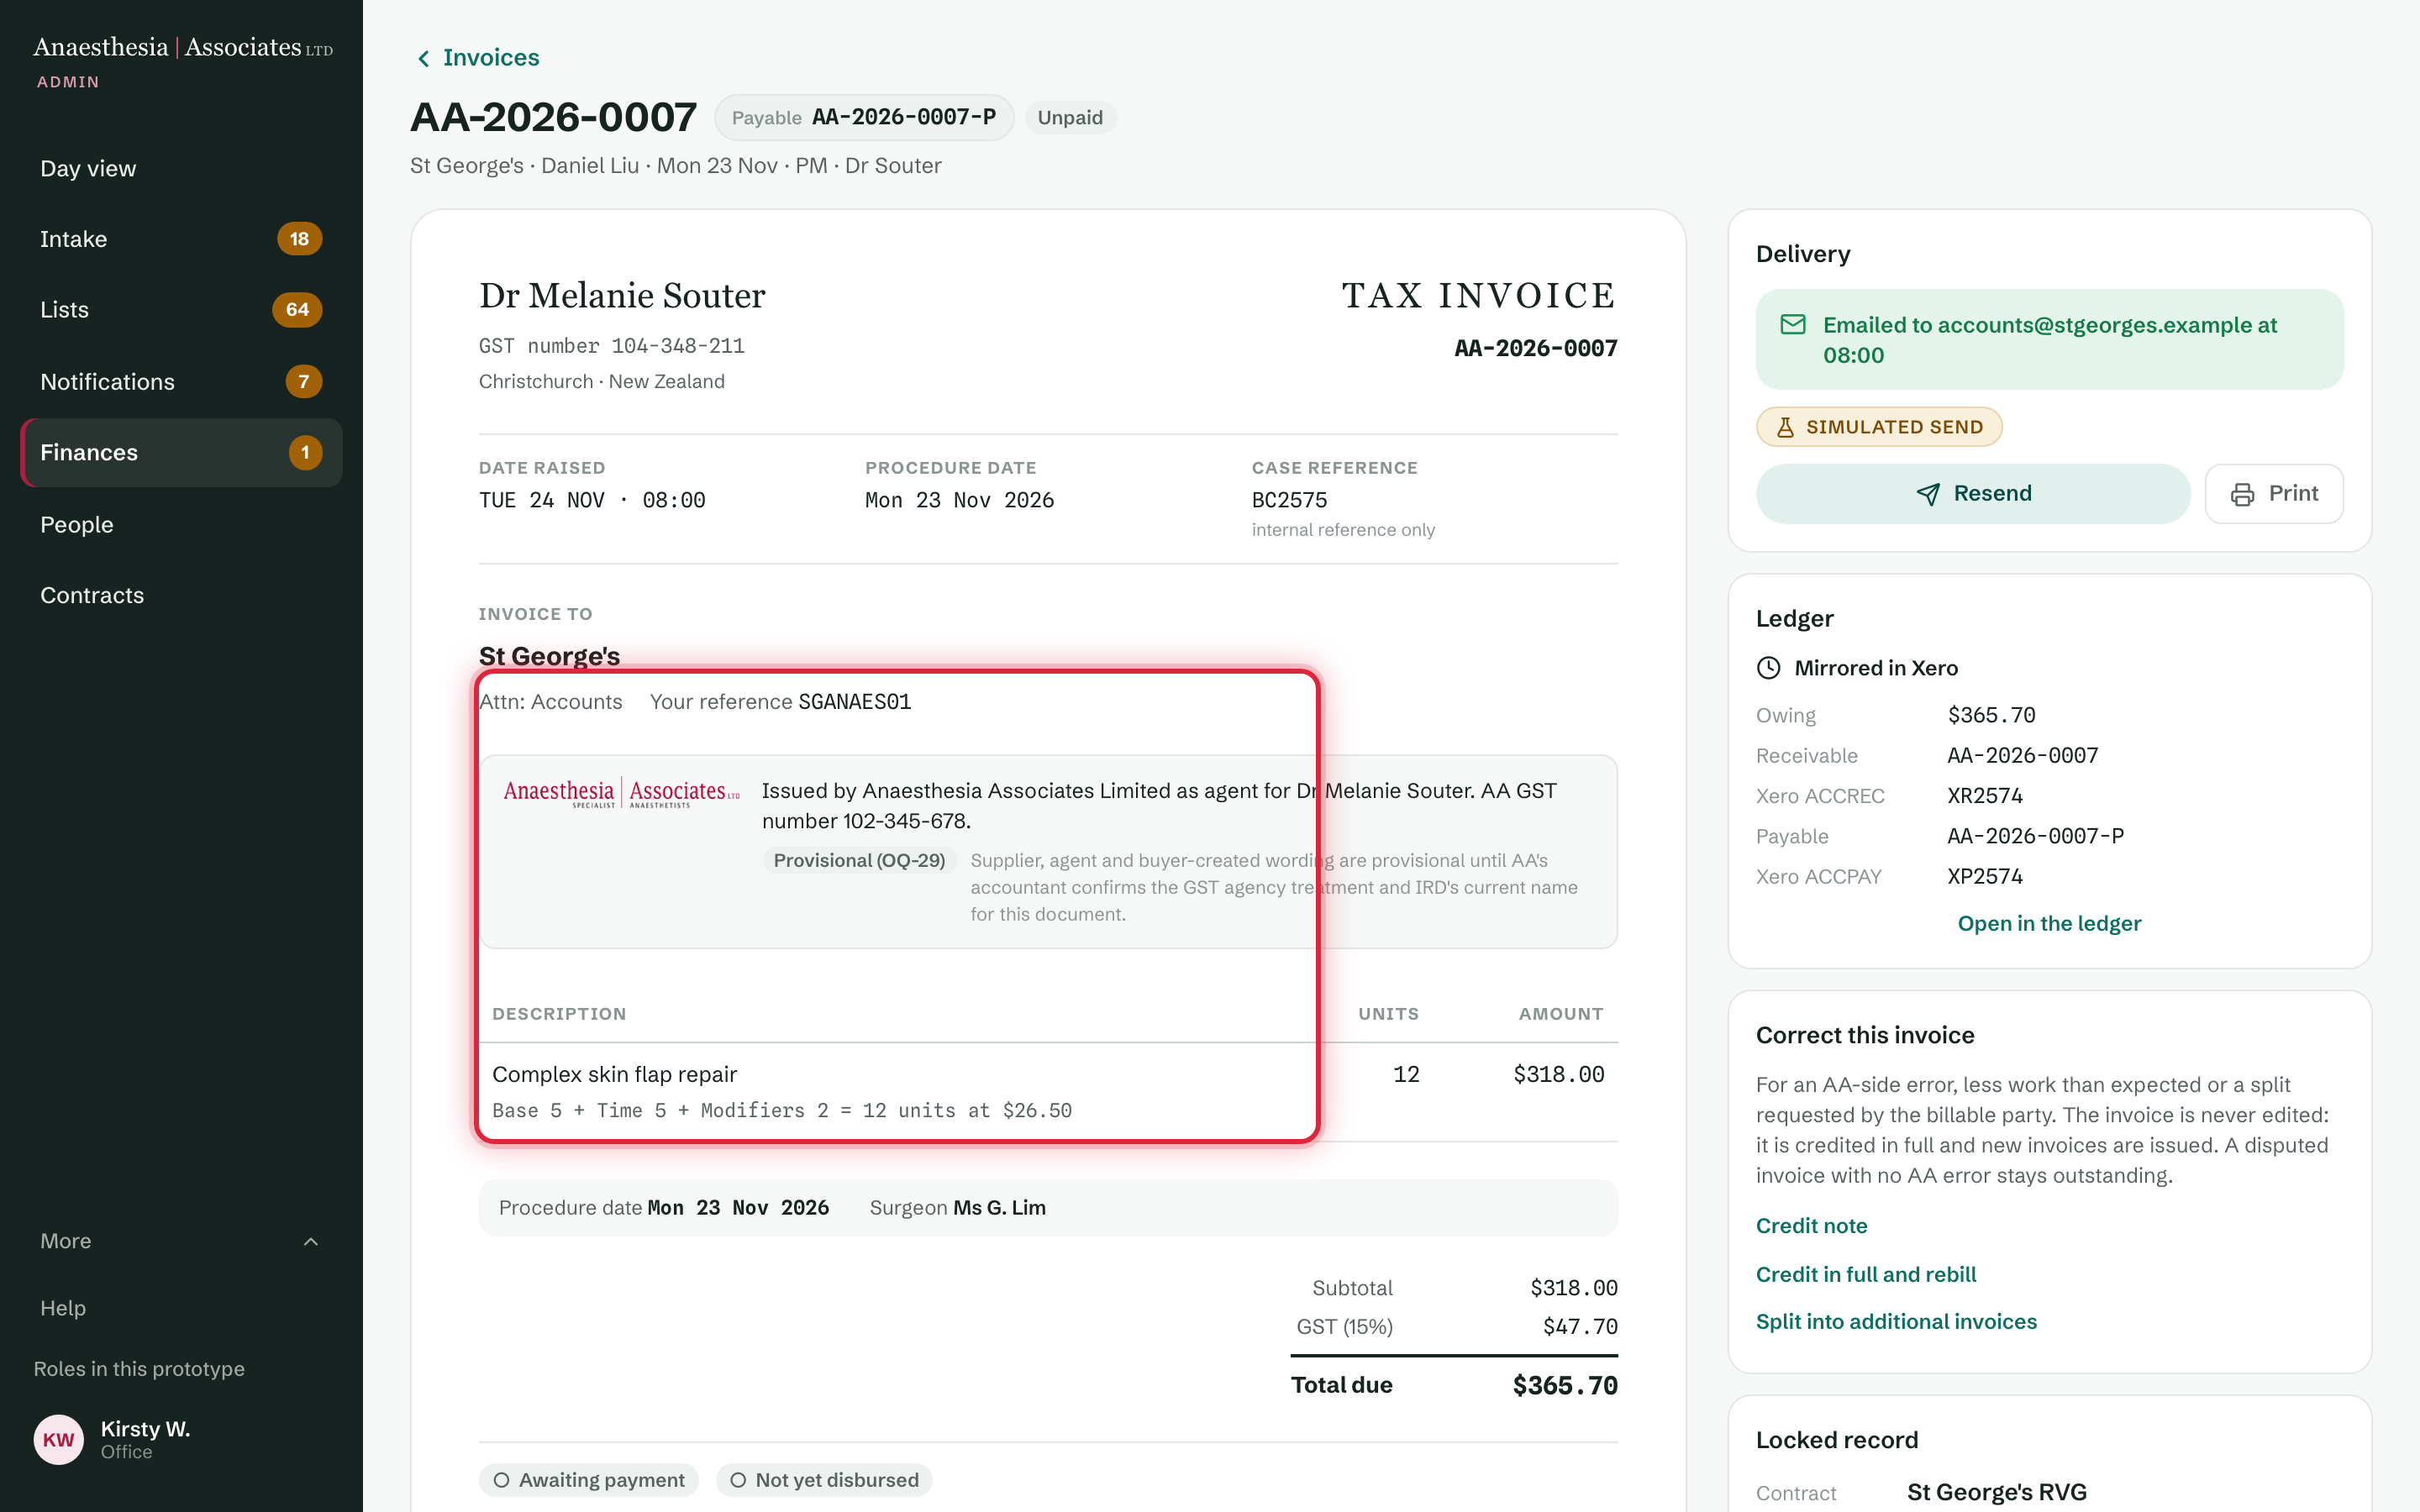 Anaesthesia | Associates LTD
ADMIN
Day view
Intake 18
Lists 64
Notifications 7
Finances 1
People
Contracts
More
Help
Roles in this prototype
KW
Kirsty W.
Office
Invoices
AA-2026-0007 Payable AA-2026-0007-P Unpaid
St George's · Daniel Liu · Mon 23 Nov · PM · Dr Souter
Dr Melanie Souter
GST number 104-348-211
Christchurch · New Zealand
TAX INVOICE
AA-2026-0007
DATE RAISED
TUE 24 NOV · 08:00
PROCEDURE DATE
Mon 23 Nov 2026
CASE REFERENCE
BC2575
internal reference only
INVOICE TO
St George's
Attn: Accounts Your reference SGANAES01
Anaesthesia | Associates LTD
SPECIALIST ANAESTHETISTS
Issued by Anaesthesia Associates Limited as agent for Dr Melanie Souter. AA GST
number 102-345-678.
Provisional (OQ-29)
Supplier, agent and buyer-created wording are provisional until AA's
accountant confirms the GST agency treatment and IRD's current name
for this document.
DESCRIPTION UNITS AMOUNT
Complex skin flap repair 12 $318.00
Base 5 + Time 5 + Modifiers 2 = 12 units at $26.50
Procedure date Mon 23 Nov 2026 Surgeon Ms G. Lim
Subtotal $318.00
GST (15%) $47.70
Total due $365.70
Awaiting payment Not yet disbursed
Delivery
Emailed to accounts@stgeorges.example at
08:00
SIMULATED SEND
Resend Print
Ledger
Mirrored in Xero
Owing $365.70
Receivable AA-2026-0007
Xero ACCREC XR2574
Payable AA-2026-0007-P
Xero ACCPAY XP2574
Open in the ledger
Correct this invoice
For an AA-side error, less work than expected or a split
requested by the billable party. The invoice is never edited:
it is credited in full and new invoices are issued. A disputed
invoice with no AA error stays outstanding.
Credit note
Credit in full and rebill
Split into additional invoices
Locked record
Contract St George's RVG